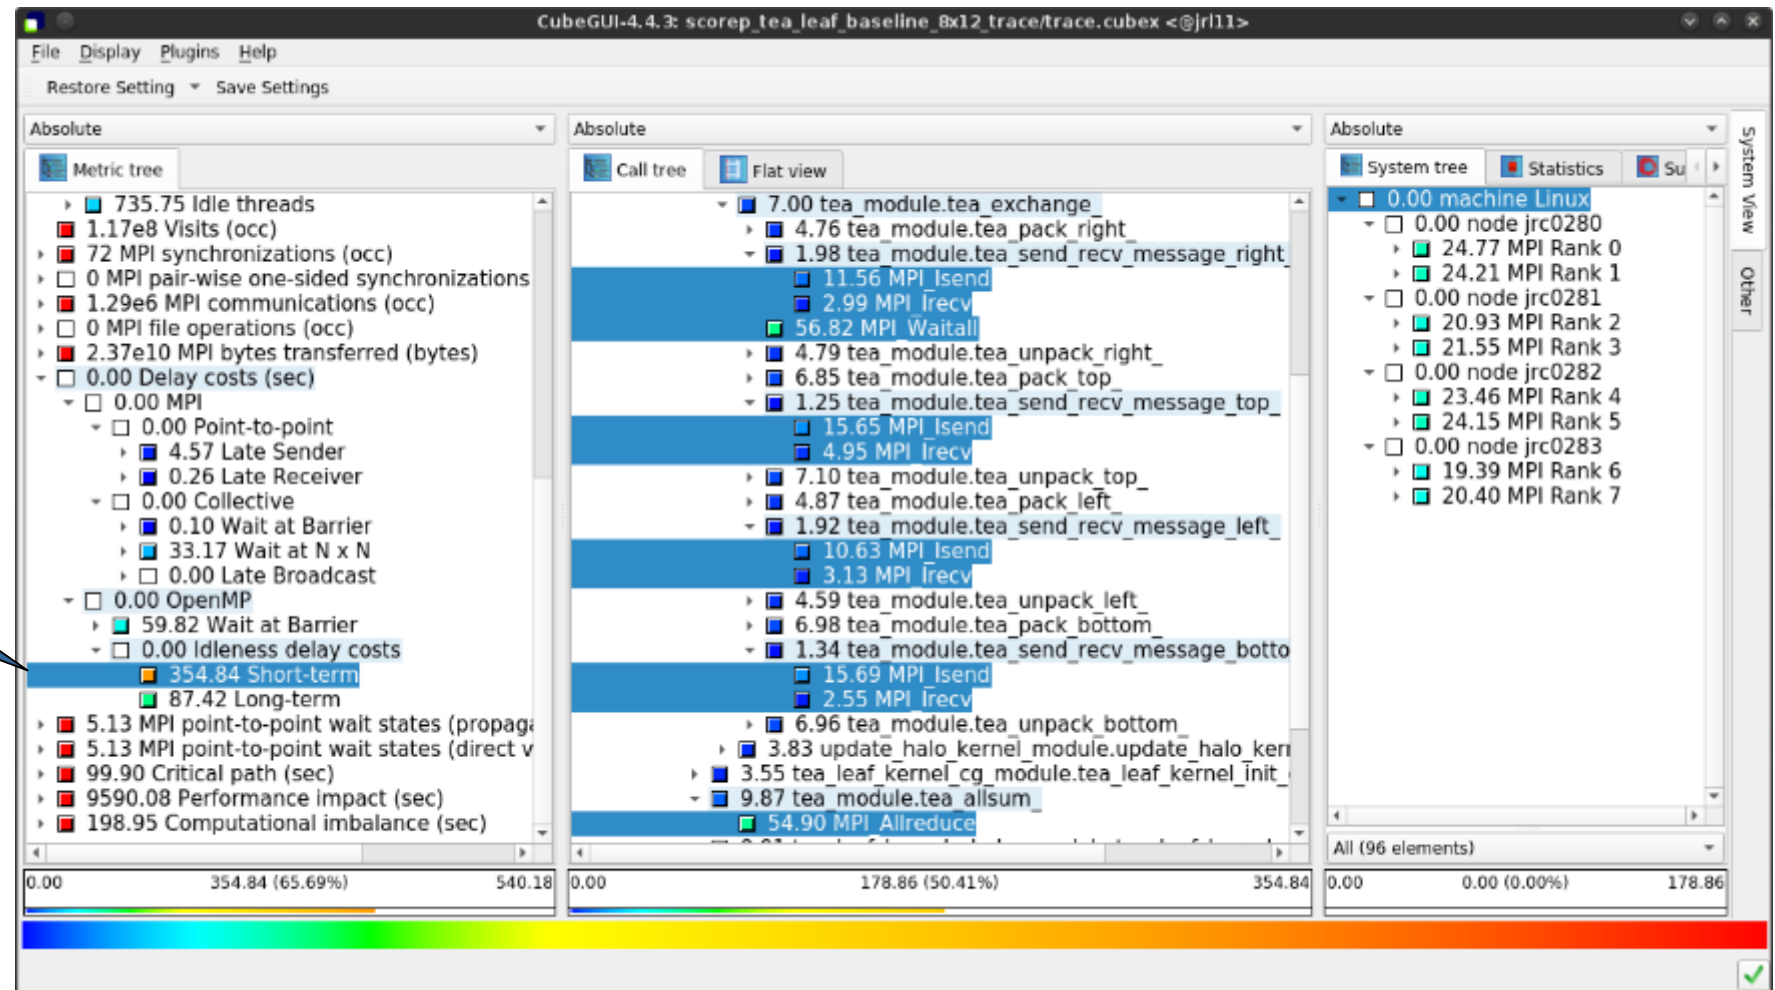 CubeGUI-4.4.3: scorep_tea_leaf_baseline_8x12_trace/trace.cubex <@jrl11>
File Display Plugins Help
Restore Setting Save Settings
Absolute
Metric tree
735.75 Idle threads
1.17e8 Visits (occ)
72 MPI synchronizations (occ)
0 MPI pair-wise one-sided synchronizations
1.29e6 MPI communications (occ)
0 MPI file operations (occ)
2.37e10 MPI bytes transferred (bytes)
0.00 Delay costs (sec)
0.00 MPI
0.00 Point-to-point
4.57 Late Sender
0.26 Late Receiver
0.00 Collective
0.10 Wait at Barrier
33.17 Wait at N x N
0.00 Late Broadcast
0.00 OpenMP
59.82 Wait at Barrier
0.00 Idleness delay costs
354.84 Short-term
87.42 Long-term
5.13 MPI point-to-point wait states (propaga
5.13 MPI point-to-point wait states (direct v
99.90 Critical path (sec)
9590.08 Performance impact (sec)
198.95 Computational imbalance (sec)
0.00 354.84 (65.69%) 540.18
Absolute
Call tree Flat view
7.00 tea_module.tea_exchange_
4.76 tea_module.tea_pack_right_
1.98 tea_module.tea_send_recv_message_right_
11.56 MPI_Isend
2.99 MPI_Irecv
56.82 MPI_Waitall
4.79 tea_module.tea_unpack_right_
6.85 tea_module.tea_pack_top_
1.25 tea_module.tea_send_recv_message_top_
15.65 MPI_Isend
4.95 MPI_Irecv
7.10 tea_module.tea_unpack_top_
4.87 tea_module.tea_pack_left_
1.92 tea_module.tea_send_recv_message_left_
10.63 MPI_Isend
3.13 MPI_Irecv
4.59 tea_module.tea_unpack_left_
6.98 tea_module.tea_pack_bottom_
1.34 tea_module.tea_send_recv_message_botto
15.69 MPI_Isend
2.55 MPI_Irecv
6.96 tea_module.tea_unpack_bottom_
3.83 update_halo_kernel_module.update_halo_kerr
3.55 tea_leaf_kernel_cg_module.tea_leaf_kernel_init_
9.87 tea_module.tea_allsum_
54.90 MPI_Allreduce
0.00 178.86 (50.41%) 354.84
Absolute
System tree Statistics Su
0.00 machine Linux
0.00 node jrc0280
24.77 MPI Rank 0
24.21 MPI Rank 1
0.00 node jrc0281
20.93 MPI Rank 2
21.55 MPI Rank 3
0.00 node jrc0282
23.46 MPI Rank 4
24.15 MPI Rank 5
0.00 node jrc0283
19.39 MPI Rank 6
20.40 MPI Rank 7
All (96 elements)
0.00 0.00 (0.00%) 178.86
System View
Other